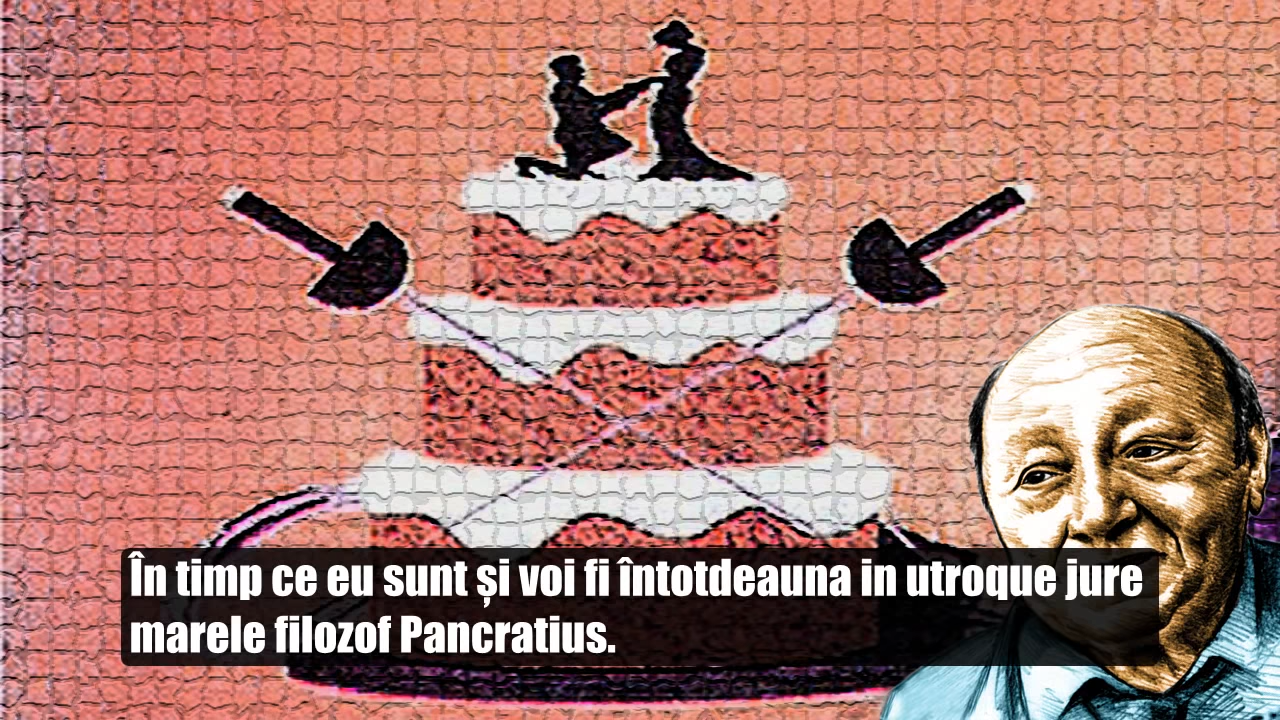 În timp ce eu sunt și voi fi întotdeauna in utroque jure
marele filozof Pancratius.